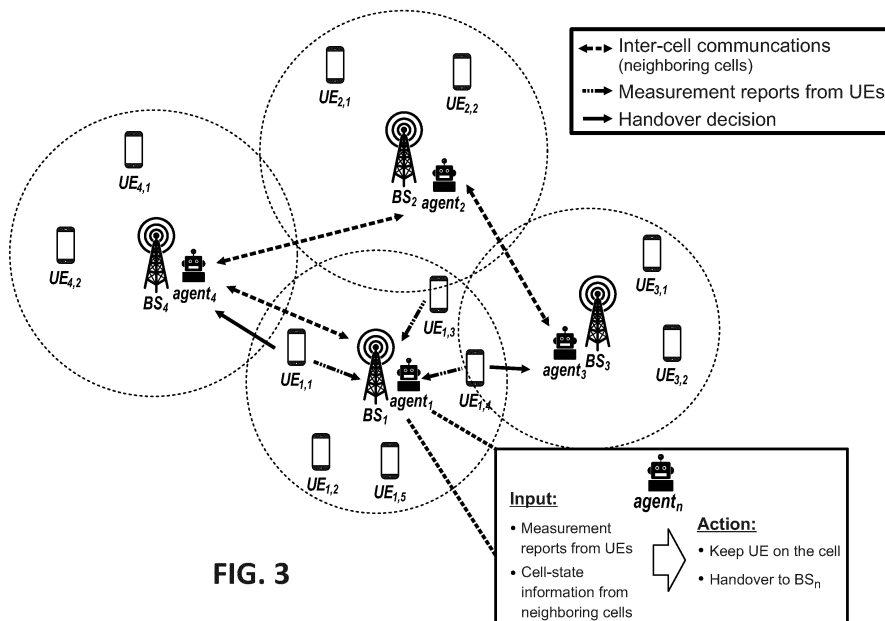 Inter-cell communcations
(neighboring cells)
Measurement reports from UEs
Handover decision
UE2,1
UE2,2
BS2
agent2
UE4,1
UE4,2
BS4
agent4
UE3,1
UE3,2
BS3
agent3
UE1,3
UE1,1
UE1,4
BS1
agent1
UE1,2
UE1,5
agentn
Input:
• Measurement
reports from UEs
• Cell-state
information from
neighboring cells
Action:
• Keep UE on the cell
• Handover to BSn
FIG. 3